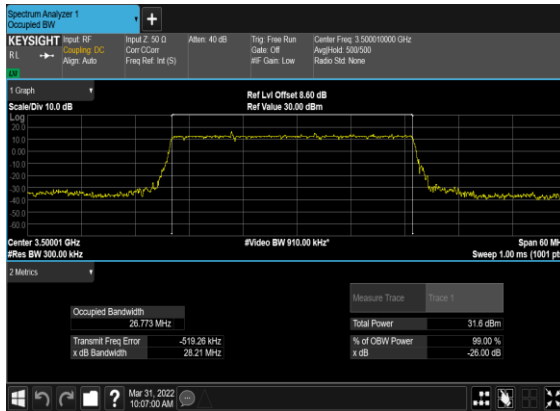 Spectrum Analyzer 1
Occupied BW
KEYSIGHT
RL
Input: RF
Coupling: DC
Align: Auto
Input Z: 50 Ω
Corr CCorr
Freq Ref: Int (S)
Atten: 40 dB
Trig: Free Run
Gate: Off
#IF Gain: Low
Center Freq: 3.500010000 GHz
Avg|Hold: 500/500
Radio Std: None
1 Graph
Scale/Div 10.0 dB
Ref Lvl Offset 8.60 dB
Ref Value 30.00 dBm
Log
20.0
10.0
0.00
-10.0
-20.0
-30.0
-40.0
-50.0
-60.0
Center 3.50001 GHz
#Res BW 300.00 kHz
#Video BW 910.00 kHz*
Span 60 MH
Sweep 1.00 ms (1001 pt
2 Metrics
Measure Trace Trace 1
Occupied Bandwidth
26.773 MHz
Total Power 31.6 dBm
Transmit Freq Error -519.26 kHz
% of OBW Power 99.00 %
x dB Bandwidth 28.21 MHz
x dB -26.00 dB
Mar 31, 2022
10:07:00 AM